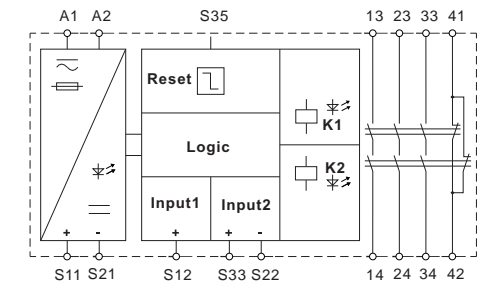 A1 A2 S35 13 23 33 41
Reset
K1
Logic
K2
Input1 Input2
+ - + + -
S11 S21 S12 S33 S22 14 24 34 42